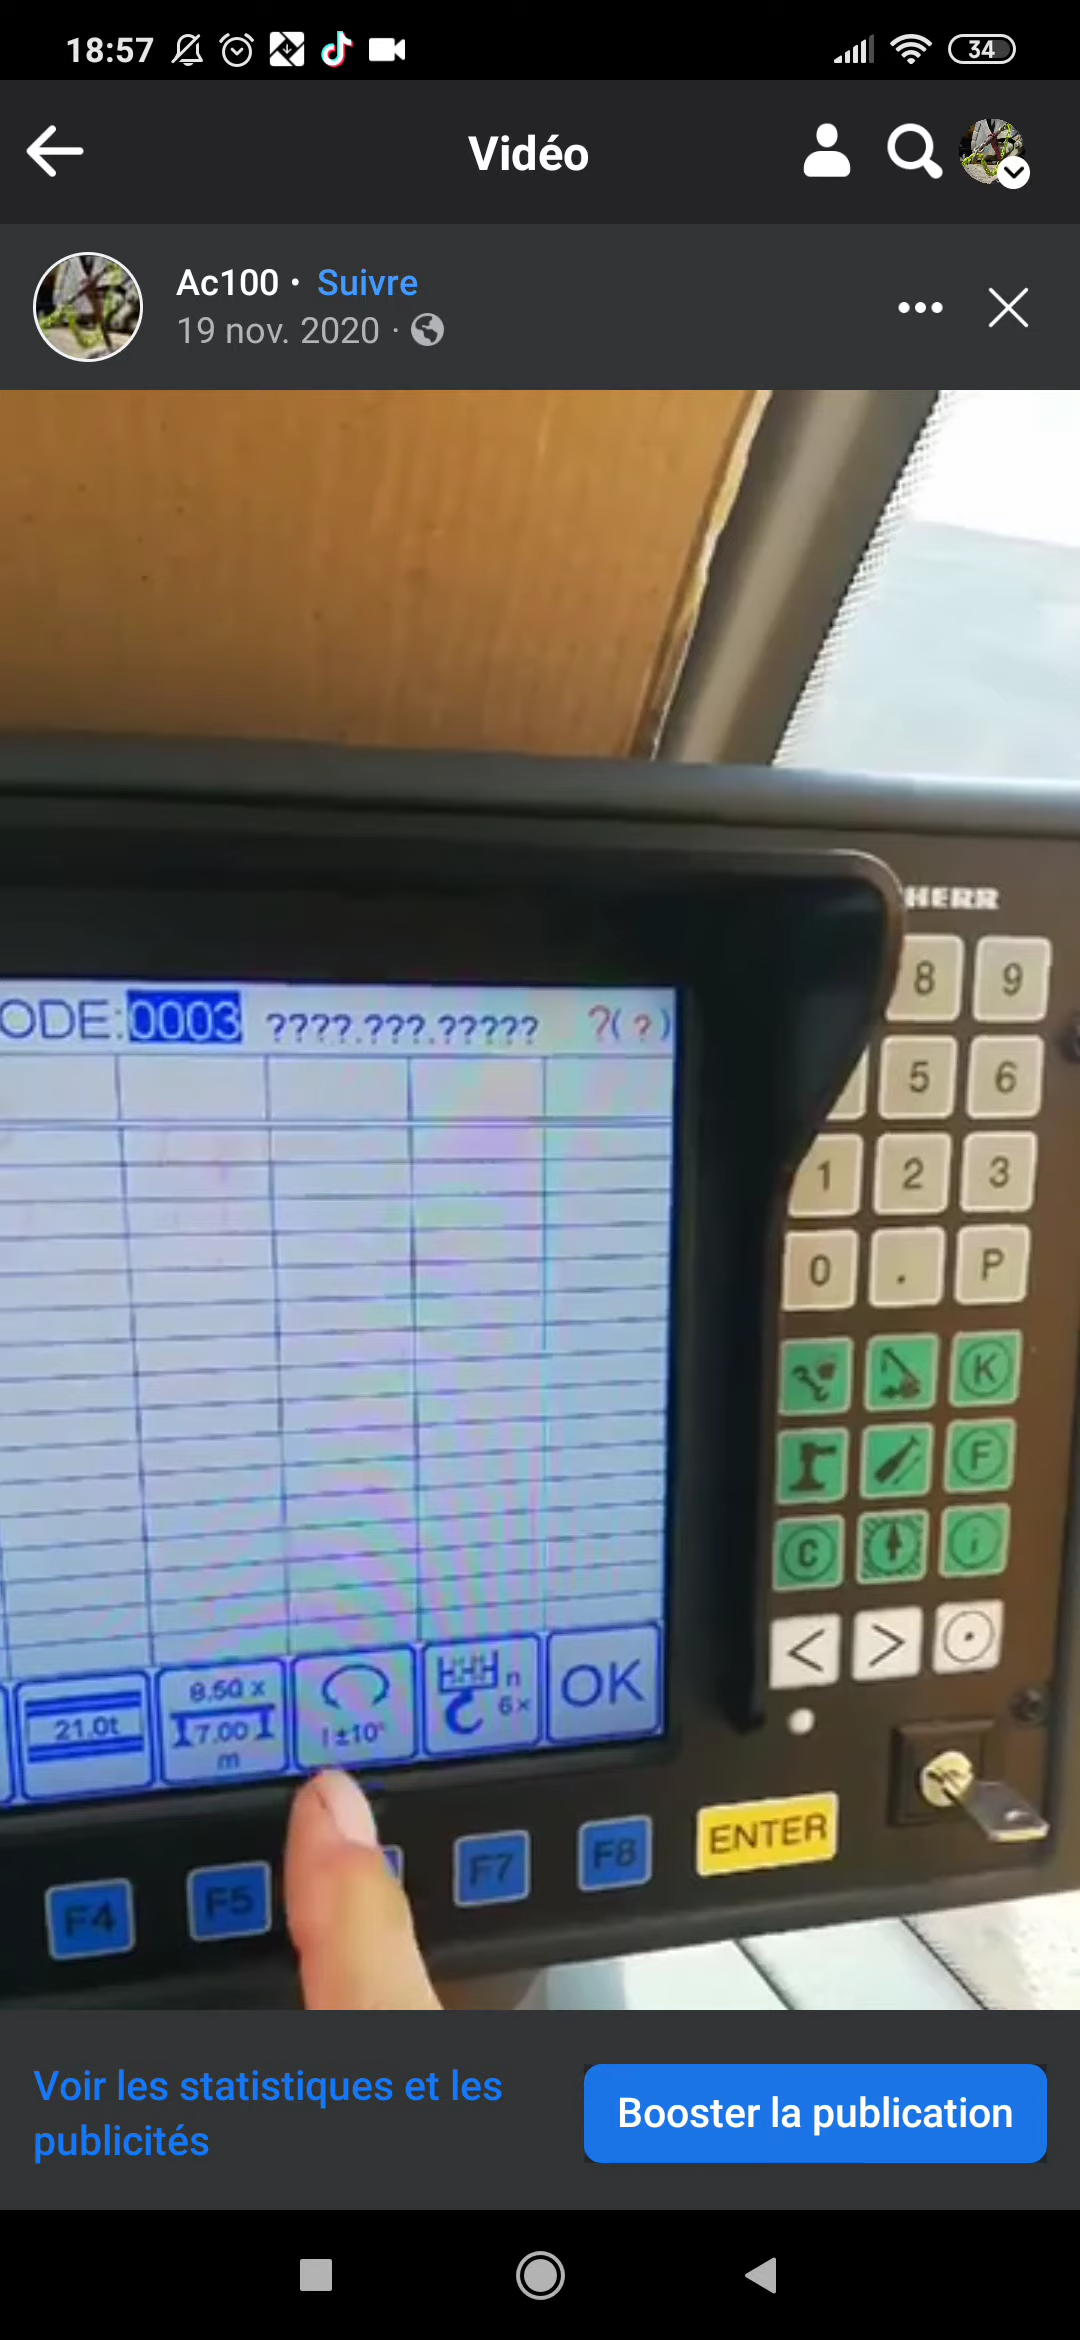 18:57
34
Vidéo
Ac100 · Suivre
19 nov. 2020 ·
HERR
8 9
ODE:0003 ????.???.????? ?(?)
5 6
1 2 3
0 . P
K
F
C i
< >
21.0t
8.50 x
7.00
m
±10°
n
6x
OK
F4 F5 F7 F8 ENTER
Voir les statistiques et les
publicités
Booster la publication